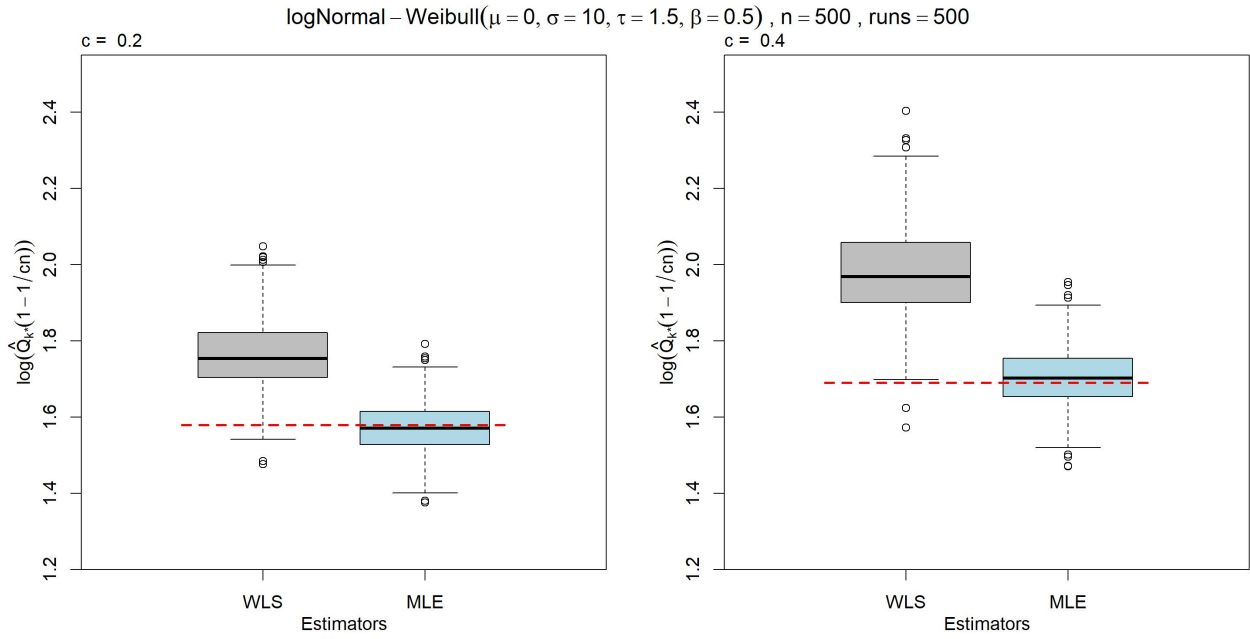 logNormal – Weibull(μ = 0, σ = 10, τ = 1.5, β = 0.5) , n = 500 , runs = 500
c = 0.2
log(Q̂ₖ*(1 − 1/cn))
2.4
2.2
2.0
1.8
1.6
1.4
1.2
WLS
MLE
Estimators
c = 0.4
log(Q̂ₖ*(1 − 1/cn))
2.4
2.2
2.0
1.8
1.6
1.4
1.2
WLS
MLE
Estimators